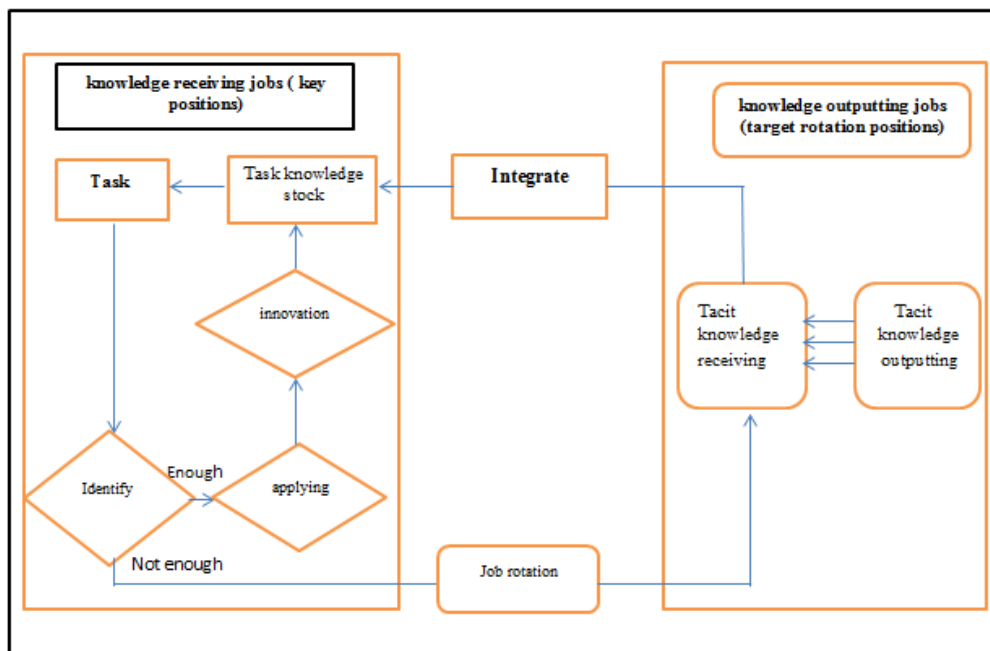 knowledge receiving jobs ( key
positions)
knowledge outputting jobs
(target rotation positions)
Task
Task knowledge
stock
Integrate
innovation
Tacit
knowledge
receiving
Tacit
knowledge
outputting
Identify
Enough
applying
Not enough
Job rotation